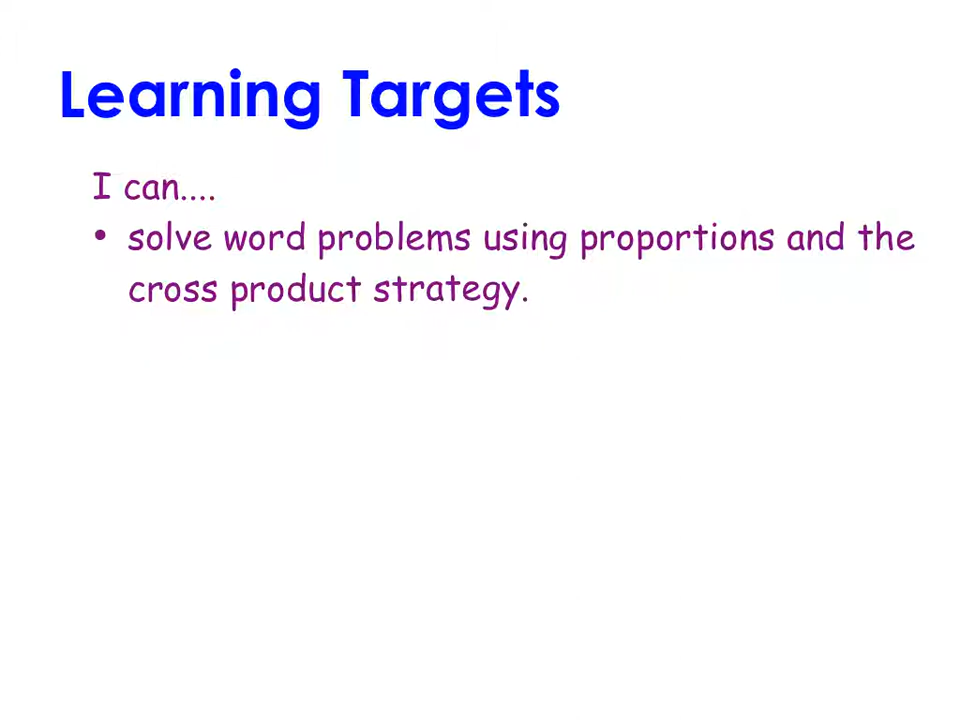 Learning Targets
I can....
• solve word problems using proportions and the
cross product strategy.